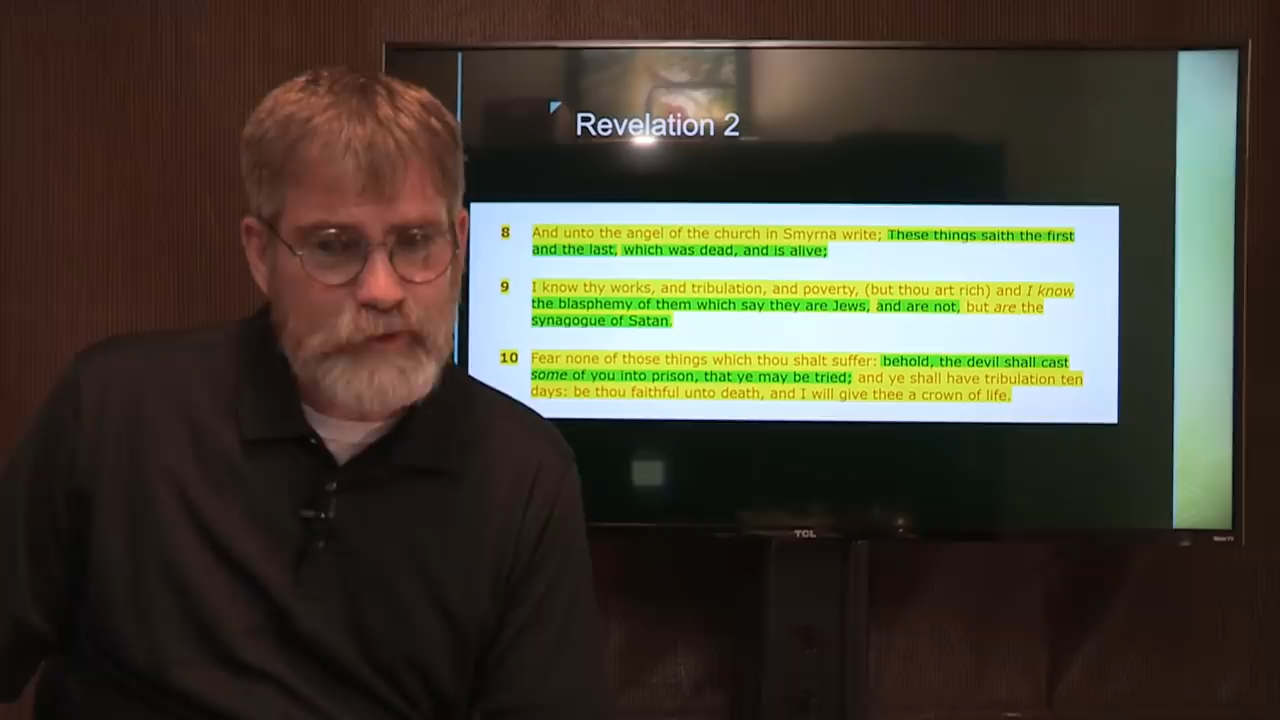 Revelation 2
8 And unto the angel of the church in Smyrna write; These things saith the first
and the last, which was dead, and is alive;
9 I know thy works, and tribulation, and poverty, (but thou art rich) and I know
the blasphemy of them which say they are Jews, and are not, but are the
synagogue of Satan.
10 Fear none of those things which thou shalt suffer: behold, the devil shall cast
some of you into prison, that ye may be tried; and ye shall have tribulation ten
days: be thou faithful unto death, and I will give thee a crown of life.
TCL